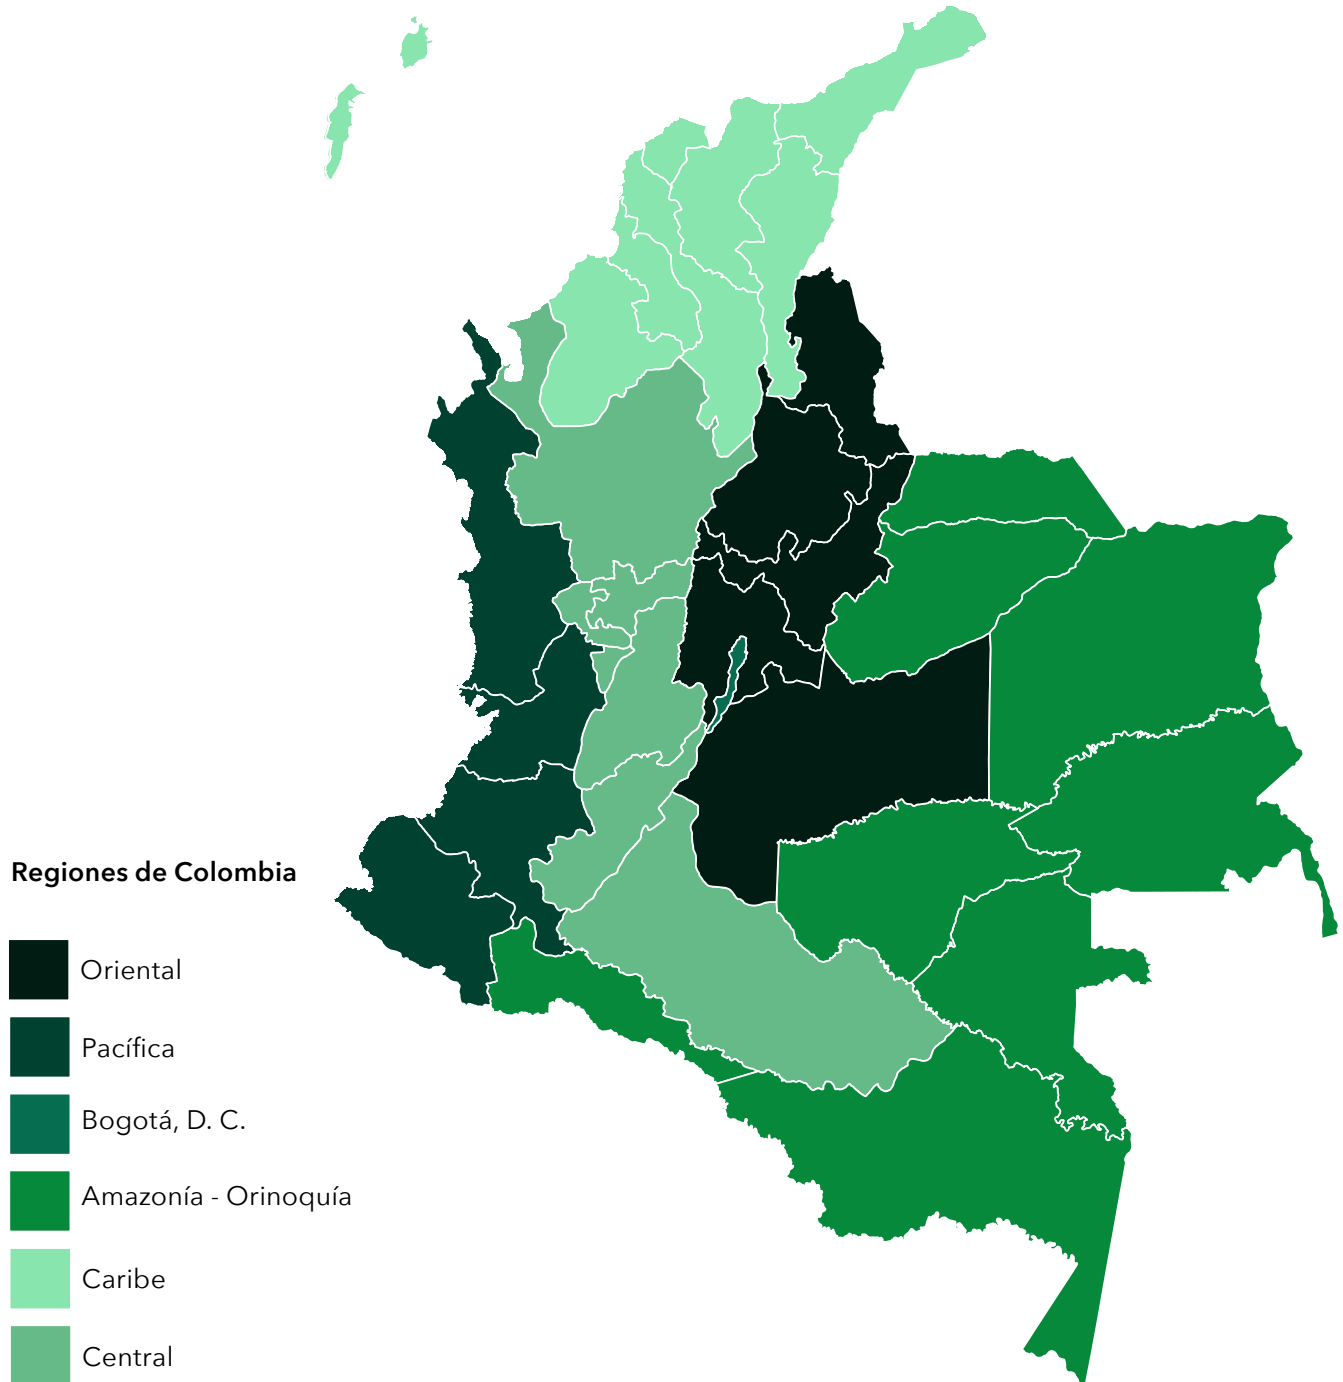 Regiones de Colombia
Oriental
Pacífica
Bogotá, D. C.
Amazonía - Orinoquía
Caribe
Central